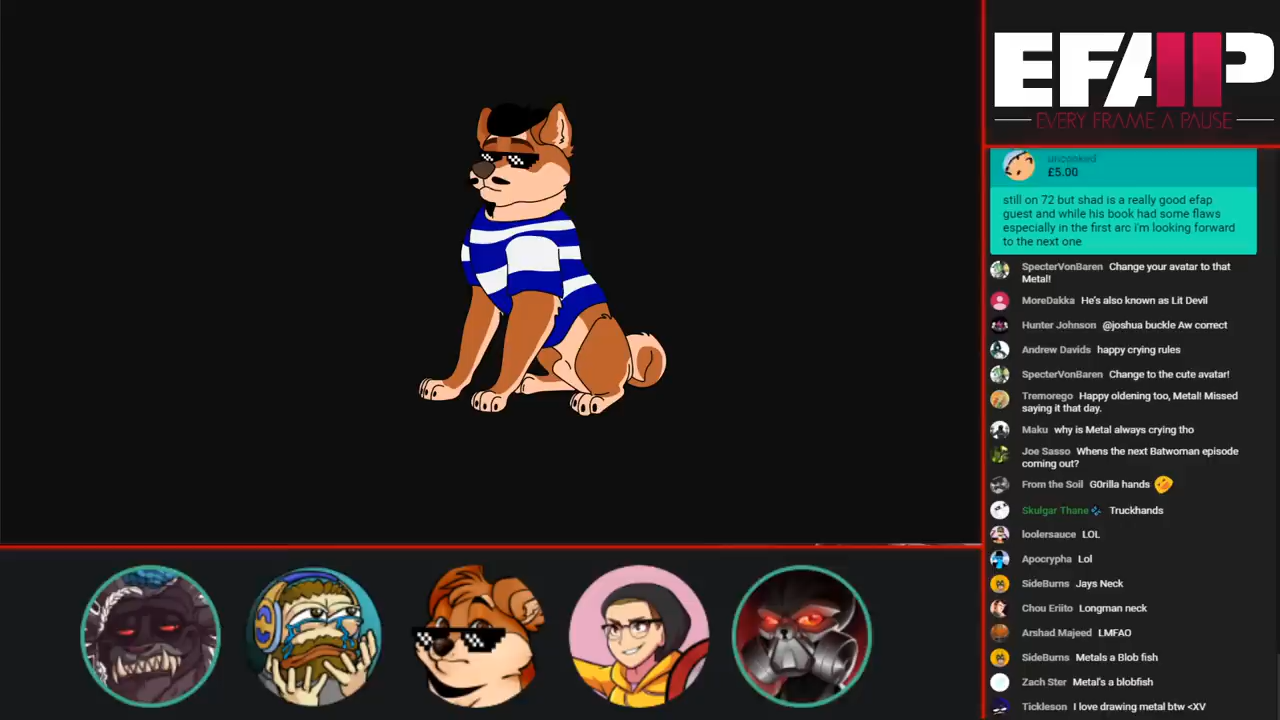 EFAP
EVERY FRAME A PAUSE
uncooked
£5.00
still on 72 but shad is a really good efap
guest and while his book had some flaws
especially in the first arc i'm looking forward
to the next one
SpecterVonBaren Change your avatar to that
Metal!
MoreDakka He's also known as Lit Devil
Hunter Johnson @joshua buckle Aw correct
Andrew Davids happy crying rules
SpecterVonBaren Change to the cute avatar!
Tremorego Happy oldening too, Metal! Missed
saying it that day.
Maku why is Metal always crying tho
Joe Sasso Whens the next Batwoman episode
coming out?
From the Soil G0rilla hands
Skulgar Thane Truckhands
loolersauce LOL
Apocrypha Lol
SideBurns Jays Neck
Chou Eriito Longman neck
Arshad Majeed LMFAO
SideBurns Metals a Blob fish
Zach Ster Metal's a blobfish
Tickleson I love drawing metal btw <XV